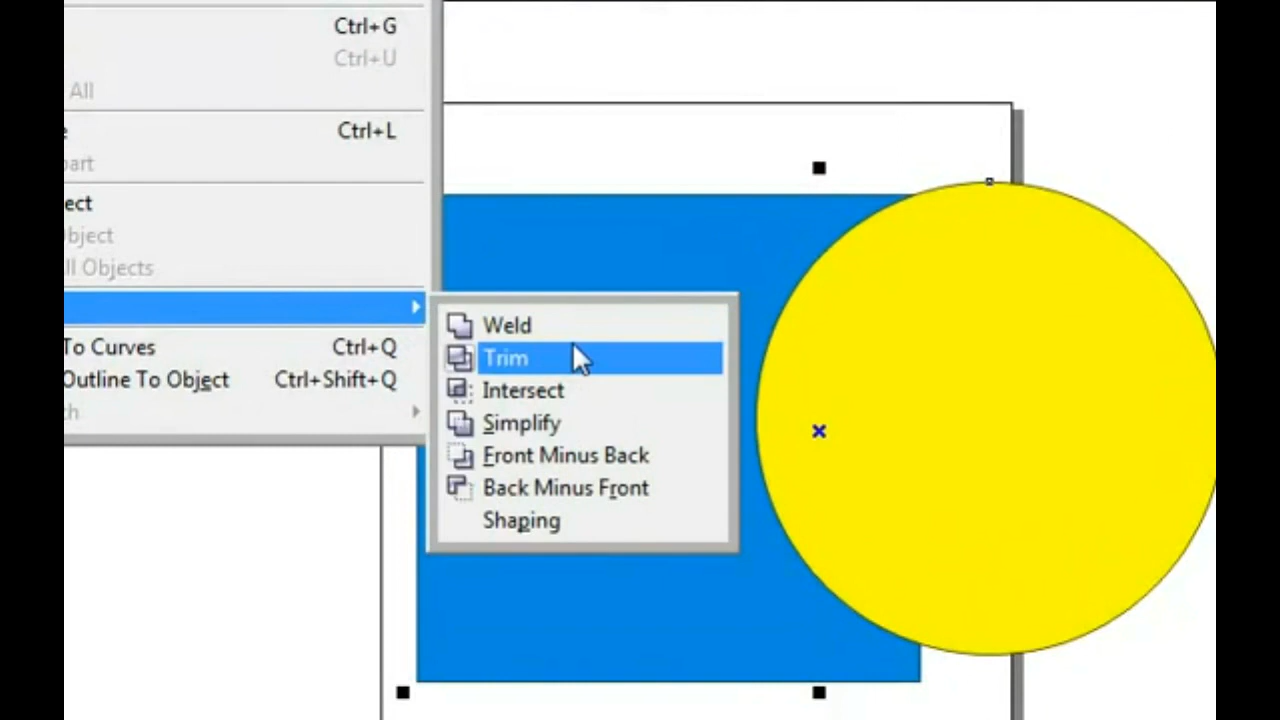 Ctrl+G
Ctrl+U
All
Ctrl+L
part
ect
bject
ll Objects
To Curves Ctrl+Q
Outline To Object Ctrl+Shift+Q
Weld
Trim
Intersect
Simplify
Front Minus Back
Back Minus Front
Shaping